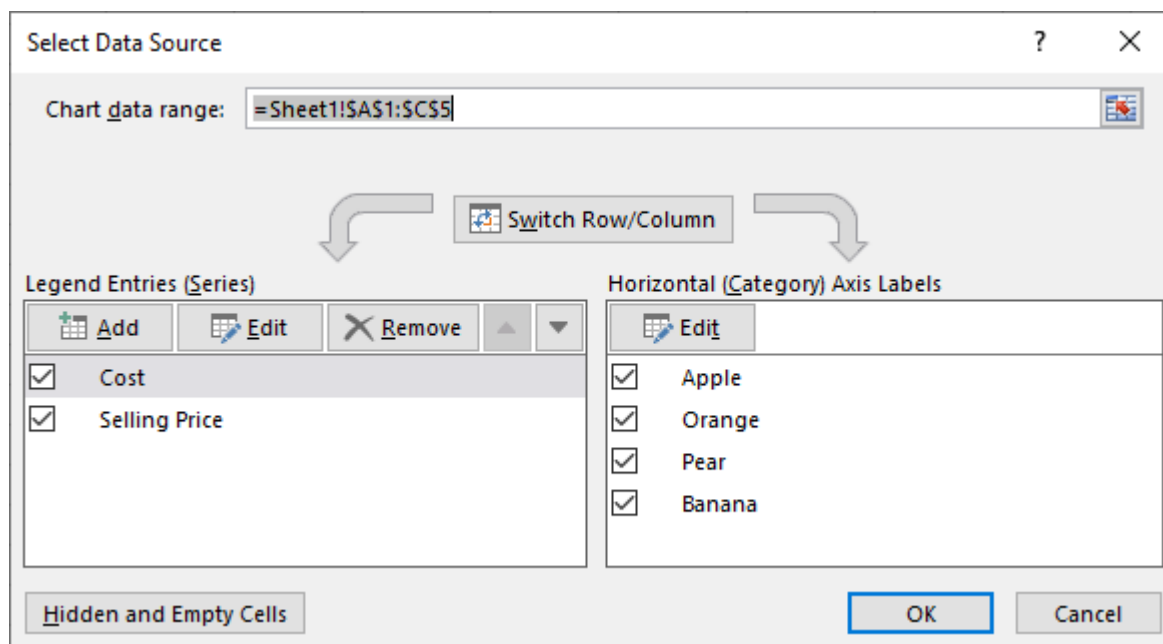 Select Data Source ?
Chart data range: =Sheet1!$A$1:$C$5
Switch Row/Column
Legend Entries (Series)
Add Edit Remove
Cost
Selling Price
Horizontal (Category) Axis Labels
Edit
Apple
Orange
Pear
Banana
Hidden and Empty Cells OK Cancel